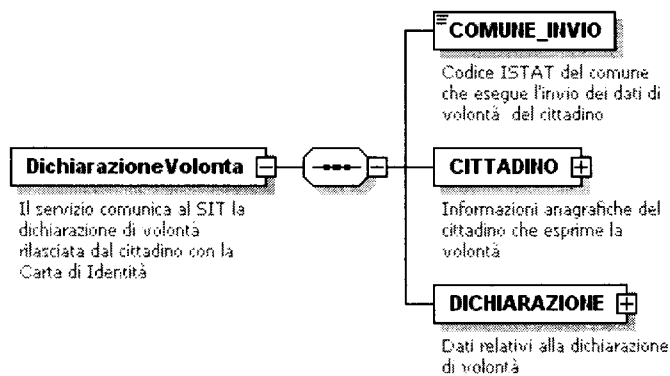 COMUNE_INVIO
Codice ISTAT del comune
che esegue l'invio dei dati di
volontà del cittadino
DichiarazioneVolonta
Il servizio comunica al SIT la
dichiarazione di volontà
rilasciata dal cittadino con la
Carta di Identità
CITTADINO
Informazioni anagrafiche del
cittadino che esprime la
volontà
DICHIARAZIONE
Dati relativi alla dichiarazione
di volontà